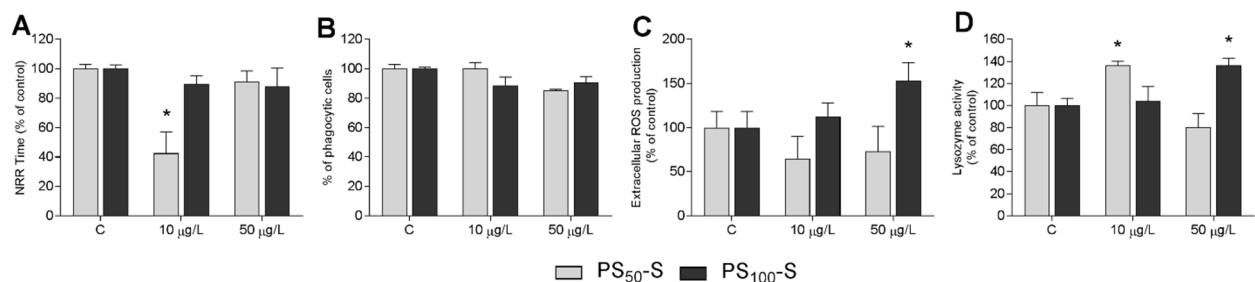 A
NRR Time (% of control)
120
100
80
60
40
20
0
*
C
10 µg/L
50 µg/L
B
% of phagocytic cells
120
100
80
60
40
20
0
C
10 µg/L
50 µg/L
C
Extracellular ROS production
(% of control)
200
150
100
50
0
*
C
10 µg/L
50 µg/L
D
Lysozyme activity
(% of control)
160
140
120
100
80
60
40
20
0
*
*
C
10 µg/L
50 µg/L
PS50-S
PS100-S